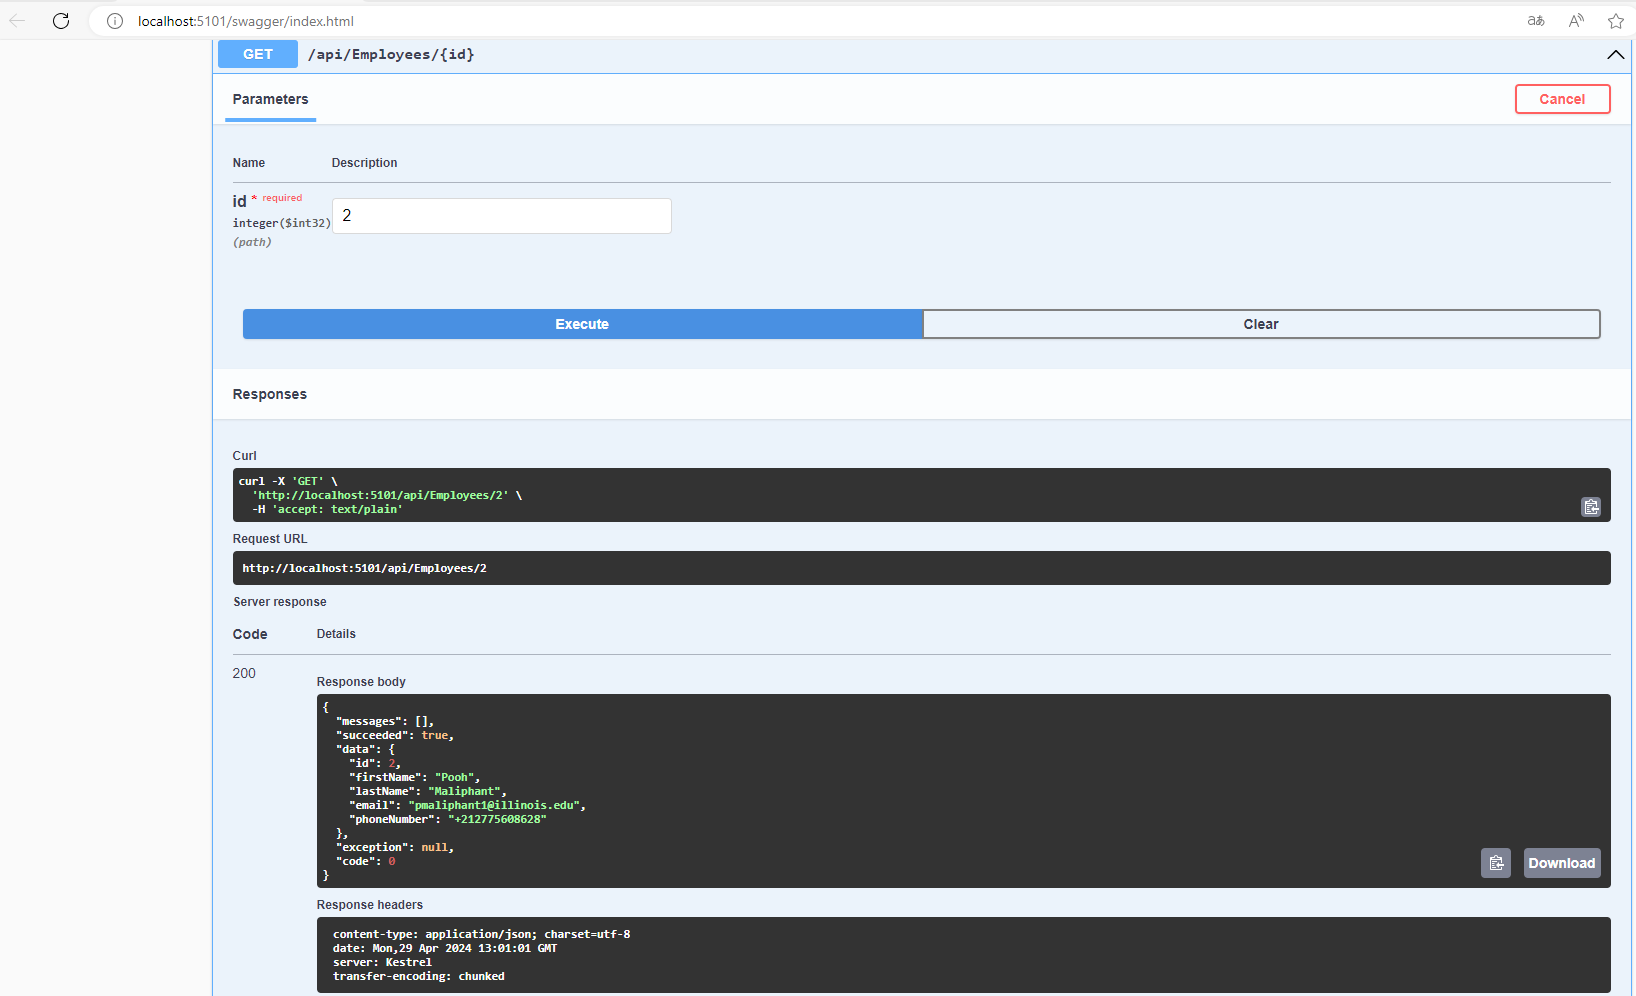 localhost:5101/swagger/index.html
aあ A
GET /api/Employees/{id}
Parameters
Cancel
Name Description
id * required
integer($int32)
(path)
2
Execute Clear
Responses
Curl
curl -X 'GET' \
'http://localhost:5101/api/Employees/2' \
-H 'accept: text/plain'
Request URL
http://localhost:5101/api/Employees/2
Server response
Code Details
200
Response body
{
"messages": [],
"succeeded": true,
"data": {
"id": 2,
"firstName": "Pooh",
"lastName": "Maliphant",
"email": "pmaliphant1@illinois.edu",
"phoneNumber": "+212775608628"
},
"exception": null,
"code": 0
}
Download
Response headers
content-type: application/json; charset=utf-8
date: Mon,29 Apr 2024 13:01:01 GMT
server: Kestrel
transfer-encoding: chunked